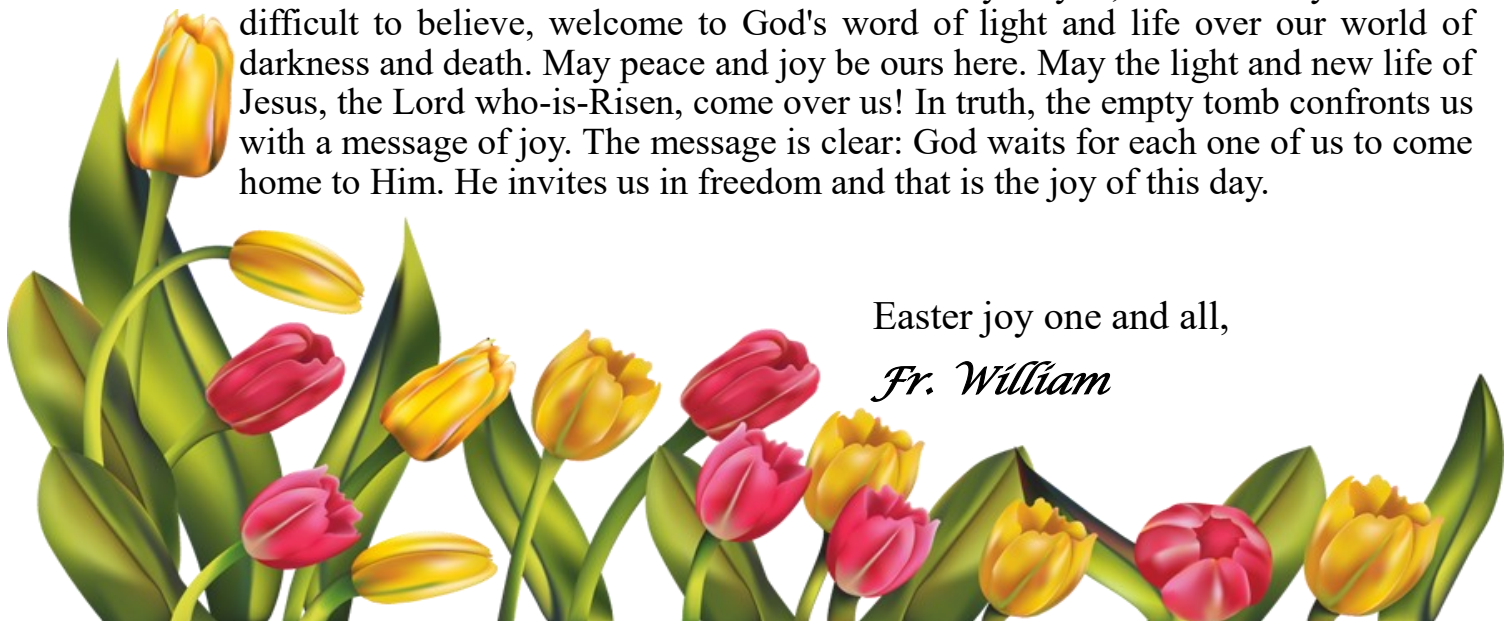 difficult to believe, welcome to God's word of light and life over our world of
darkness and death. May peace and joy be ours here. May the light and new life of
Jesus, the Lord who-is-Risen, come over us! In truth, the empty tomb confronts us
with a message of joy. The message is clear: God waits for each one of us to come
home to Him. He invites us in freedom and that is the joy of this day.
Easter joy one and all,
Fr. William